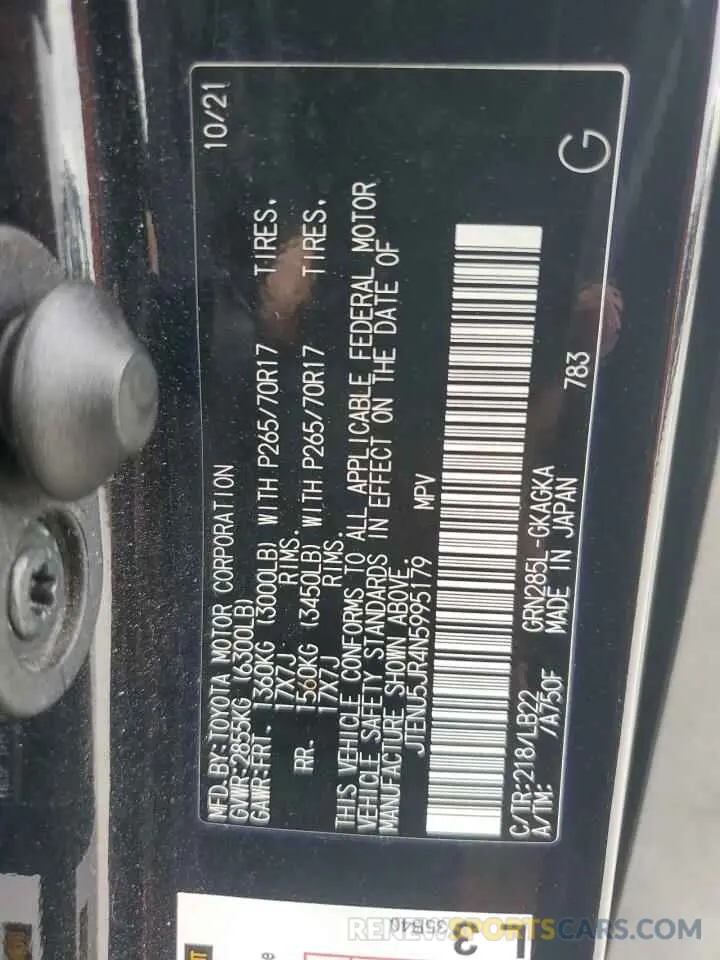 MFD.BY:TOYOTA MOTOR CORPORATION 10/21
GVWR:2855KG (6300LB)
GAWR:FRT. 1360KG (3000LB) WITH P265/70R17 TIRES,
17X7J RIMS.
RR. 1560KG (3450LB) WITH P265/70R17 TIRES,
17X7J RIMS.
THIS VEHICLE CONFORMS TO ALL APPLICABLE FEDERAL MOTOR
VEHICLE SAFETY STANDARDS IN EFFECT ON THE DATE OF
MANUFACTURE SHOWN ABOVE.
JTENU5JR4N5995179 MPV
C/TR:218/LB22 GRN285L-GKAGKA
A/TM: /A750F MADE IN JAPAN 783
G
35B40
RENEWSPORTSCARS.COM